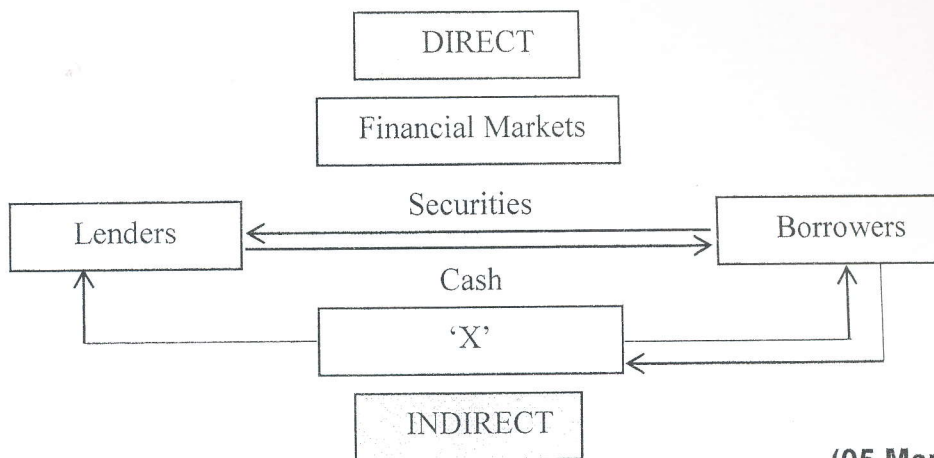 DIRECT
Financial Markets
Securities
Lenders
Borrowers
Cash
‘X’
INDIRECT